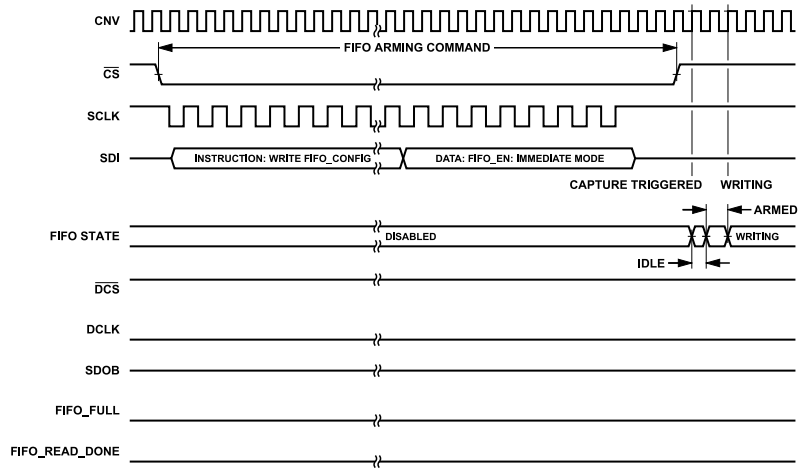 CNV
FIFO ARMING COMMAND
CS
SCLK
SDI
INSTRUCTION: WRITE FIFO_CONFIG
DATA: FIFO_EN: IMMEDIATE MODE
CAPTURE TRIGGERED
WRITING
ARMED
FIFO STATE
DISABLED
WRITING
IDLE
DCS
DCLK
SDOB
FIFO_FULL
FIFO_READ_DONE